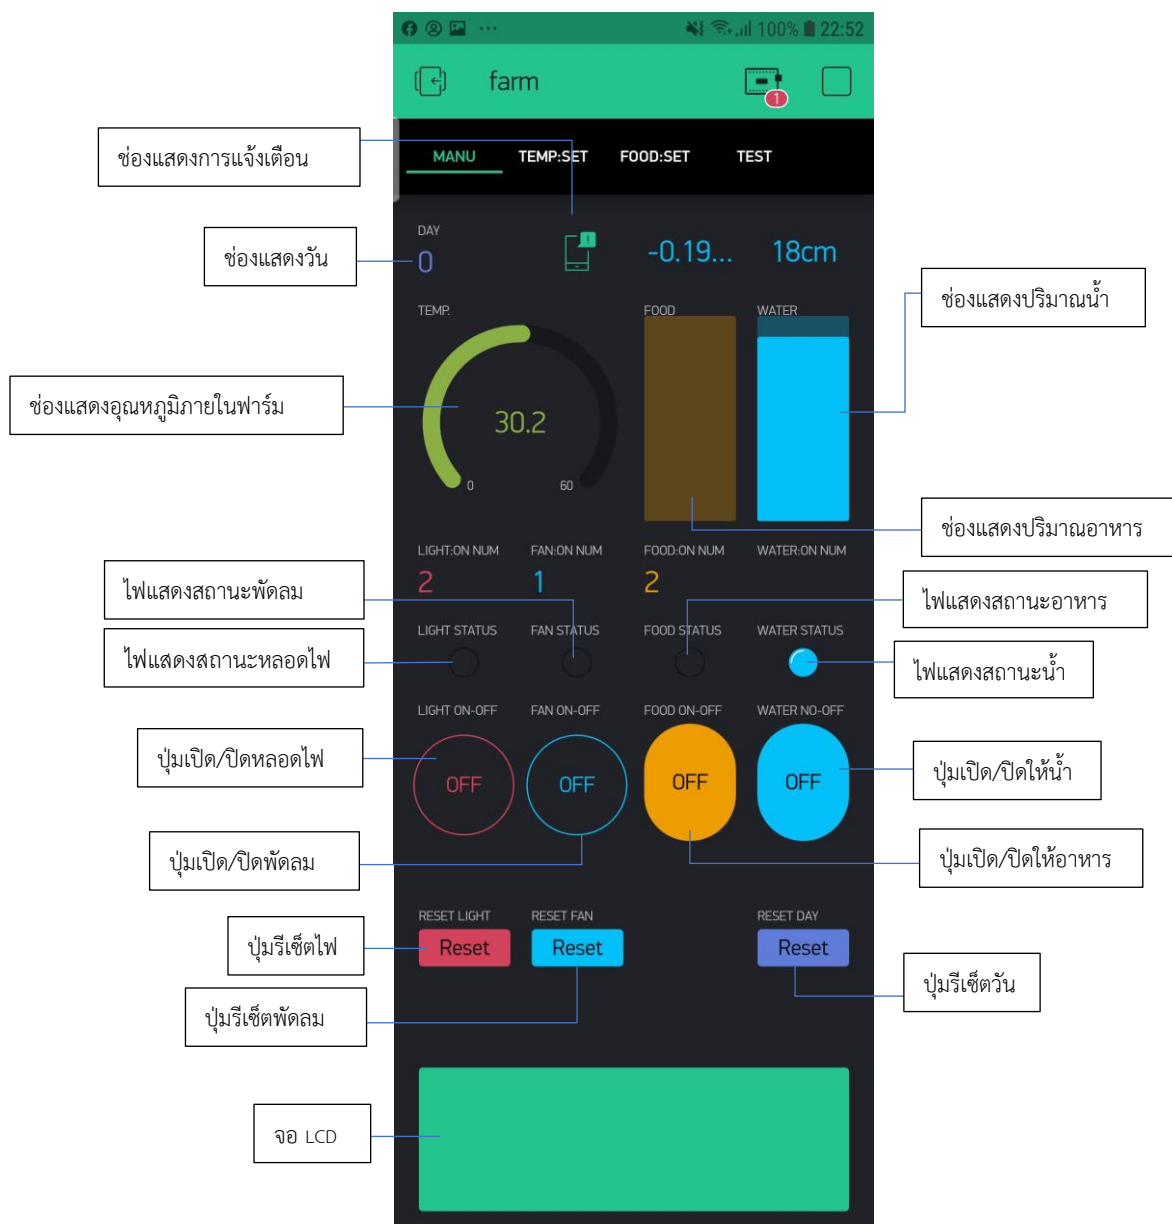 100% 22:52
farm
1
ช่องแสดงการแจ้งเตือน
MANU TEMP:SET FOOD:SET TEST
ช่องแสดงวัน
DAY
0 -0.19... 18cm
ช่องแสดงปริมาณน้ำ
TEMP. FOOD WATER
ช่องแสดงอุณหภูมิภายในฟาร์ม
30.2
0 60
ช่องแสดงปริมาณอาหาร
LIGHT:ON NUM FAN:ON NUM FOOD:ON NUM WATER:ON NUM
2 1 2
ไฟแสดงสถานะพัดลม
ไฟแสดงสถานะอาหาร
LIGHT STATUS FAN STATUS FOOD STATUS WATER STATUS
ไฟแสดงสถานะหลอดไฟ
ไฟแสดงสถานะน้ำ
LIGHT ON-OFF FAN ON-OFF FOOD ON-OFF WATER NO-OFF
ปุ่มเปิด/ปิดหลอดไฟ
ปุ่มเปิด/ปิดให้น้ำ
OFF OFF OFF OFF
ปุ่มเปิด/ปิดพัดลม
ปุ่มเปิด/ปิดให้อาหาร
RESET LIGHT RESET FAN RESET DAY
ปุ่มรีเซ็ตไฟ
Reset Reset Reset
ปุ่มรีเซ็ตวัน
ปุ่มรีเซ็ตพัดลม
จอ LCD